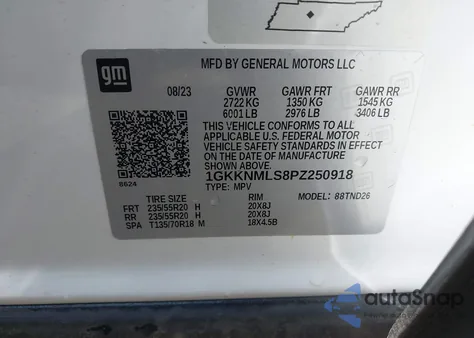 gm
MFD BY GENERAL MOTORS LLC
08/23 GVWR GAWR FRT GAWR RR
2722 KG 1350 KG 1545 KG
6001 LB 2976 LB 3406 LB
THIS VEHICLE CONFORMS TO ALL
APPLICABLE U.S. FEDERAL MOTOR
VEHICLE SAFETY STANDARDS IN EFFECT
ON THE DATE OF MANUFACTURE SHOWN ABOVE.
1GKKNMLS8PZ250918
0624 TYPE: MPV MODEL: 88TND26
TIRE SIZE RIM
FRT 235/55R20 H 20X8J
RR 235/55R20 H 20X8J
SPA T135/70R18 M 18X4.5B
autoSnap